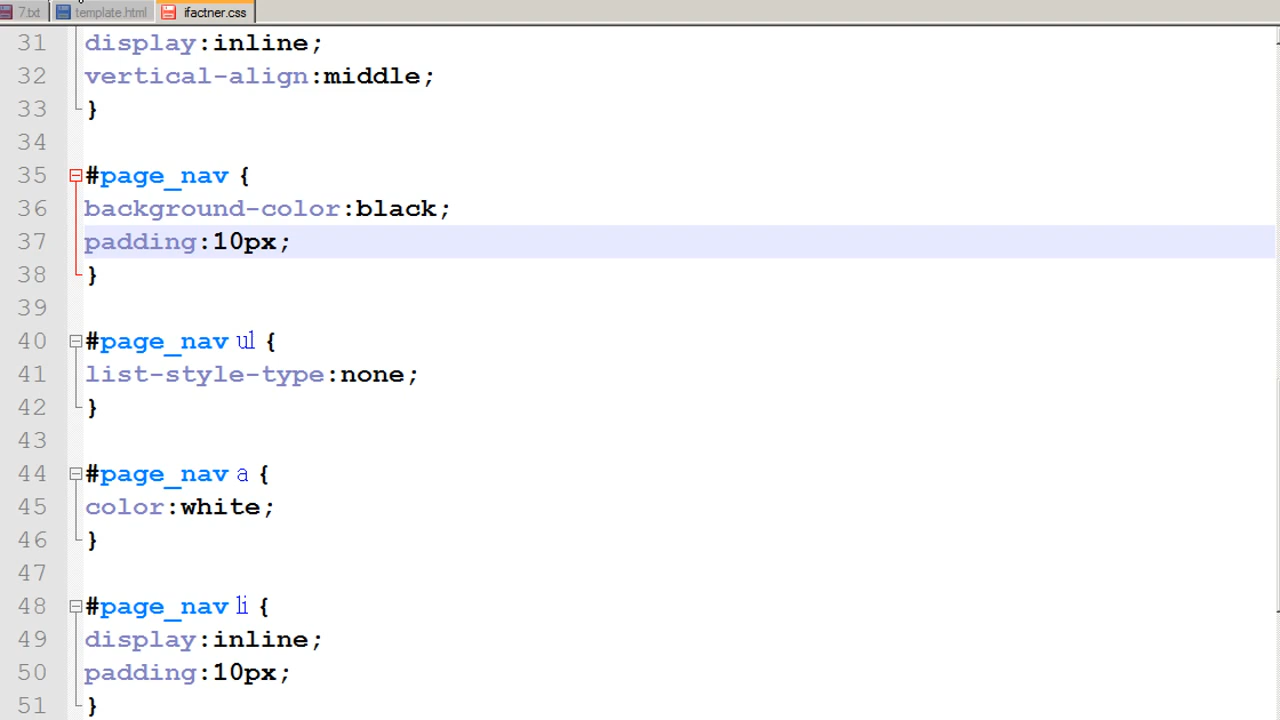 7.txt template.html ifactner.css
31 display:inline;
32 vertical-align:middle;
33 }
34
35 #page_nav {
36 background-color:black;
37 padding:10px;
38 }
39
40 #page_nav ul {
41 list-style-type:none;
42 }
43
44 #page_nav a {
45 color:white;
46 }
47
48 #page_nav li {
49 display:inline;
50 padding:10px;
51 }